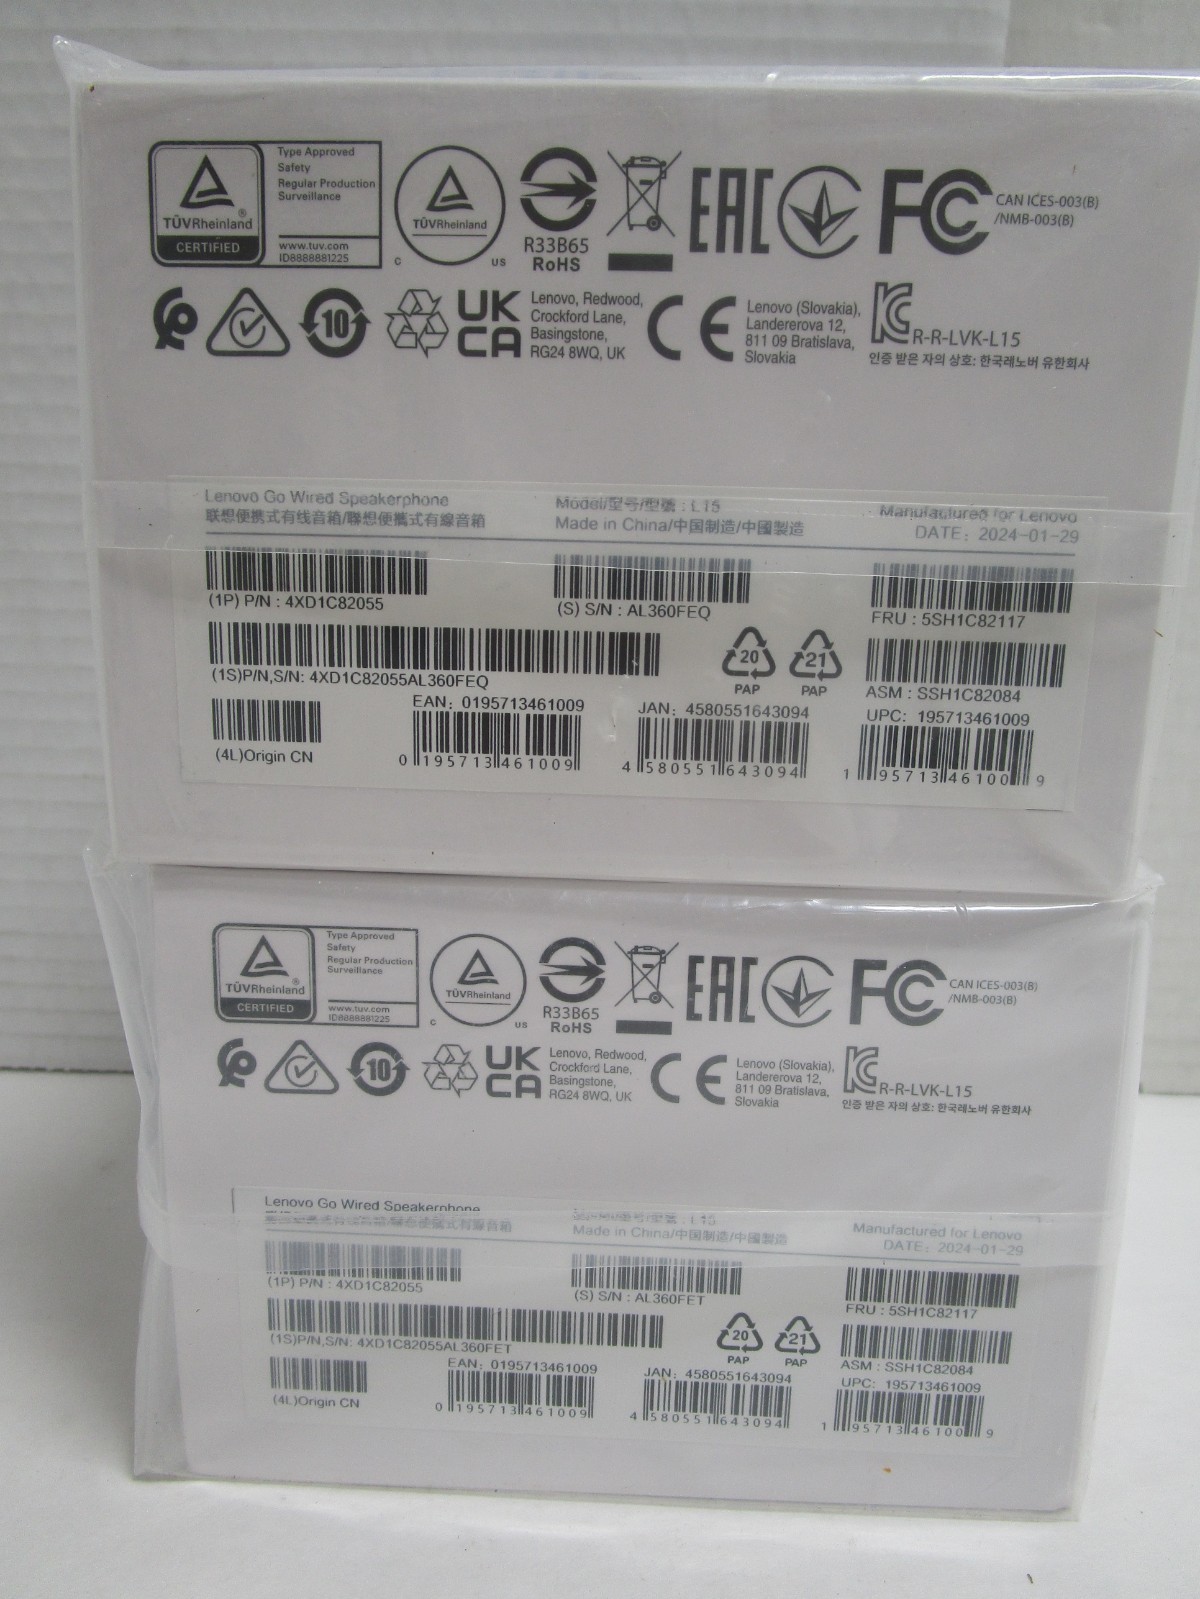 TÜVRheinland ®
CERTIFIED
Type Approved
Safety
Regular Production
Surveillance
www.tuv.com
ID8888881225
TÜVRheinland
C US
R33B65
RoHS
EAC
FC
CAN ICES-003(B)
/NMB-003(B)
10
UK
CA
Lenovo, Redwood,
Crockford Lane,
Basingstone,
RG24 8WQ, UK
CE
Lenovo (Slovakia),
Landererova 12,
811 09 Bratislava,
Slovakia
R-R-LVK-L15
인증 받은 자의 상호: 한국레노버 유한회사
Lenovo Go Wired Speakerphone
联想便携式有线音箱/聯想便攜式有線音箱
Model/型号/型號 : L15
Made in China/中国制造/中國製造
Manufactured for Lenovo
DATE: 2024-01-29
(1P) P/N : 4XD1C82055
(S) S/N : AL360FEQ
FRU : 5SH1C82117
(1S)P/N,S/N: 4XD1C82055AL360FEQ
20
PAP
21
PAP
ASM : SSH1C82084
(4L)Origin CN
EAN: 0195713461009
0 195713 461009
JAN: 4580551643094
4 580551 643094
UPC: 195713461009
1 95713 46100 9
TÜVRheinland ®
CERTIFIED
Type Approved
Safety
Regular Production
Surveillance
www.tuv.com
ID8888881225
TÜVRheinland
C US
R33B65
RoHS
EAC
FC
CAN ICES-003(B)
/NMB-003(B)
10
UK
CA
Lenovo, Redwood,
Crockford Lane,
Basingstone,
RG24 8WQ, UK
CE
Lenovo (Slovakia),
Landererova 12,
811 09 Bratislava,
Slovakia
R-R-LVK-L15
인증 받은 자의 상호: 한국레노버 유한회사
Lenovo Go Wired Speakerphone
便攜式有線音箱
: L15
Made in China/中国制造/中國製造
Manufactured for Lenovo
DATE: 2024-01-29
(1P) P/N : 4XD1C82055
(S) S/N : AL360FET
FRU : 5SH1C82117
(1S)P/N,S/N: 4XD1C82055AL360FET
20
PAP
21
PAP
ASM : SSH1C82084
(4L)Origin CN
EAN: 0195713461009
0 195713 461009
JAN: 4580551643094
4 580551 643094
UPC: 195713461009
1 95713 46100 9